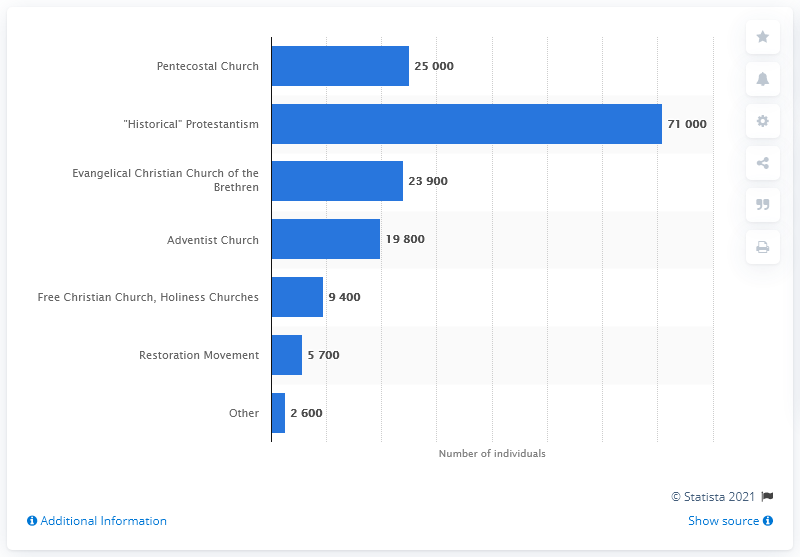 Pentecostal Church
25 000
"Historical" Protestantism
71 000
Evangelical Christian Church of the
Brethren
23 900
Adventist Church
19 800
Free Christian Church, Holiness Churches
9 400
Restoration Movement
5 700
Other
2 600
Number of individuals
© Statista 2021
Additional Information
Show source